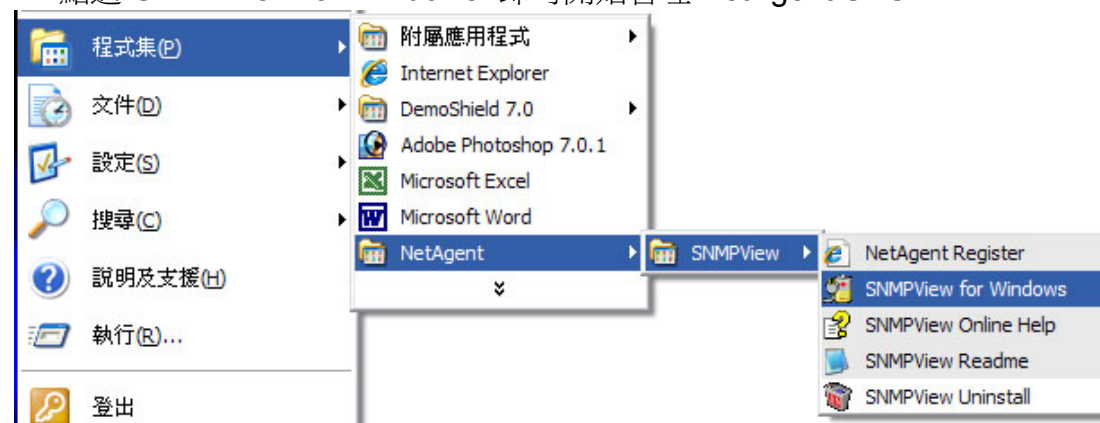 程式集(P)
文件(D)
設定(S)
搜尋(C)
說明及支援(H)
執行(R)...
登出
附屬應用程式
Internet Explorer
DemoShield 7.0
Adobe Photoshop 7.0.1
Microsoft Excel
Microsoft Word
NetAgent
SNMPView
NetAgent Register
SNMPView for Windows
SNMPView Online Help
SNMPView Readme
SNMPView Uninstall